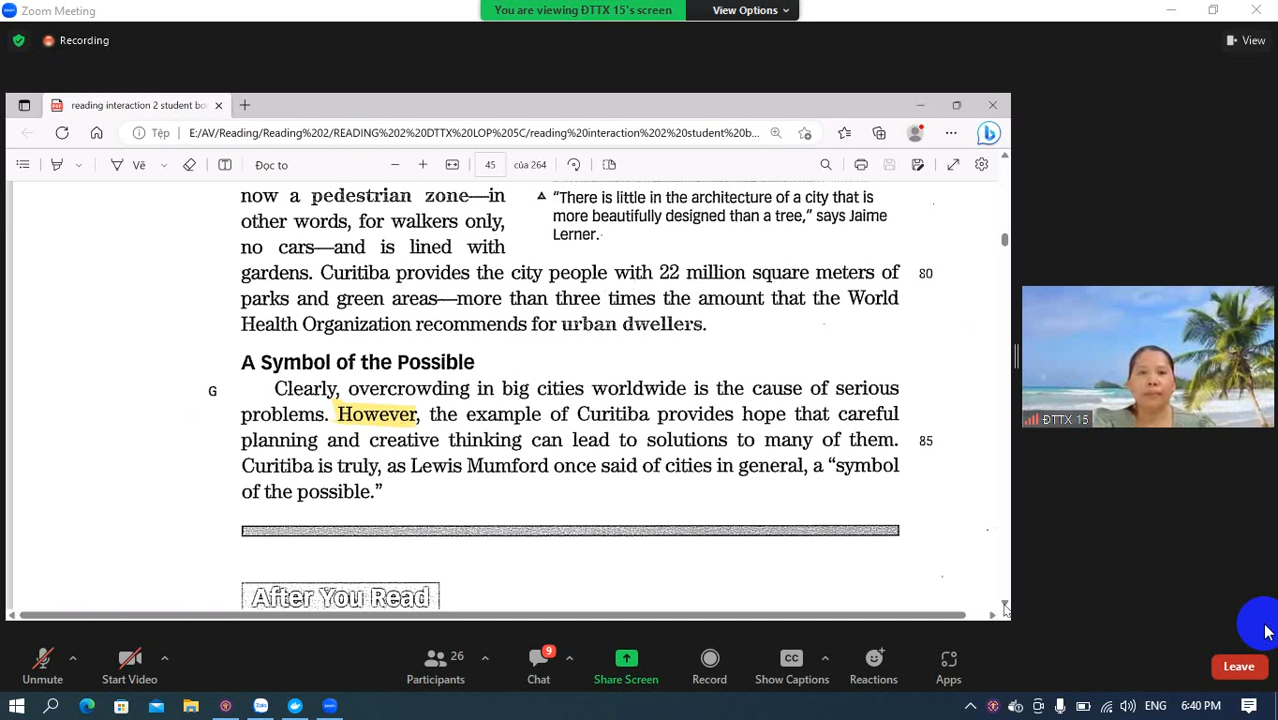 Zoom Meeting
You are viewing ĐTTX 15's screen
View Options
Recording
View
reading interaction 2 student bo
Tệp
E:/AV/Reading/Reading%202/READING%202%20DTTX%20LOP%205C/reading%20interaction%202%20student%20b...
Vẽ
Đọc to
45
của 264
now a pedestrian zone—in
other words, for walkers only,
no cars—and is lined with
"There is little in the architecture of a city that is
more beautifully designed than a tree," says Jaime
Lerner.
gardens. Curitiba provides the city people with 22 million square meters of
80
parks and green areas—more than three times the amount that the World
Health Organization recommends for urban dwellers.
A Symbol of the Possible
G
Clearly, overcrowding in big cities worldwide is the cause of serious
problems. However, the example of Curitiba provides hope that careful
planning and creative thinking can lead to solutions to many of them.
85
Curitiba is truly, as Lewis Mumford once said of cities in general, a "symbol
of the possible."
After You Read
ĐTTX 15
Unmute
Start Video
26
Participants
9
Chat
Share Screen
Record
CC
Show Captions
Reactions
Apps
Leave
ENG
6:40 PM